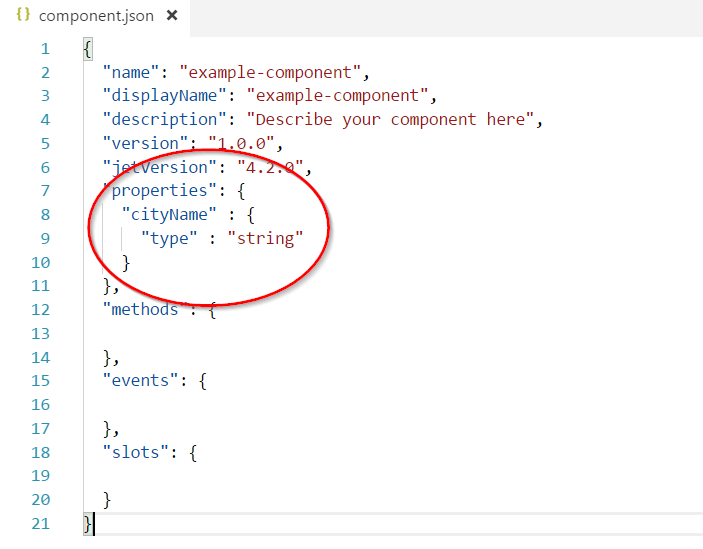 {} component.json ×
1 {
2 "name": "example-component",
3 "displayName": "example-component",
4 "description": "Describe your component here",
5 "version": "1.0.0",
6 "jetVersion": "4.2.0",
7 "properties": {
8 "cityName" : {
9 "type" : "string"
10 }
11 },
12 "methods": {
13
14 },
15 "events": {
16
17 },
18 "slots": {
19
20 }
21 }